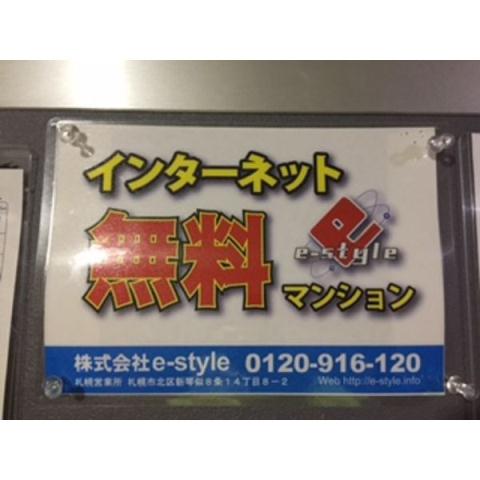 インターネット
無料
e-style
マンション
株式会社e-style 0120-916-120
札幌営業所 札幌市北区新琴似8条14丁目8-2 Web http://e-style.info